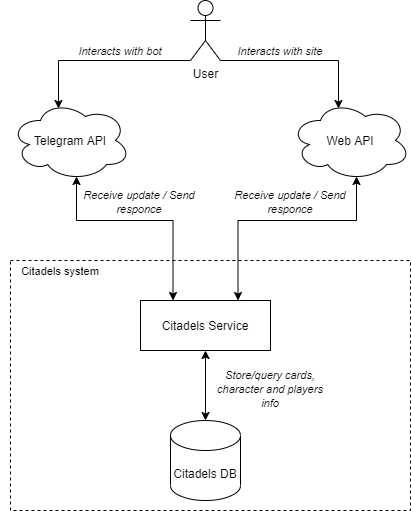 Interacts with bot
Interacts with site
User
Telegram API
Web API
Receive update / Send
responce
Receive update / Send
responce
Citadels system
Citadels Service
Store/query cards,
character and players
info
Citadels DB